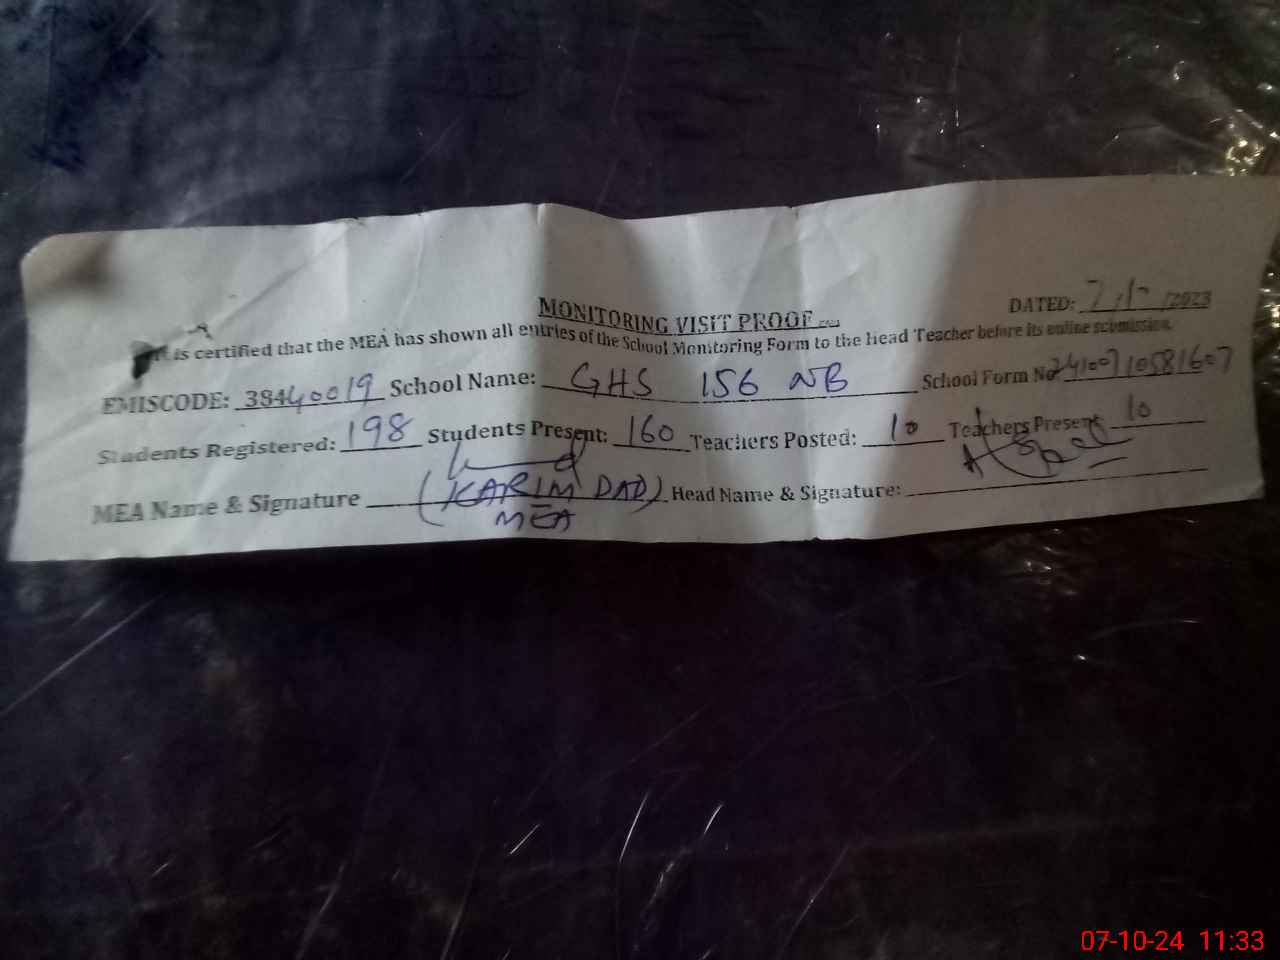 MONITORING VISIT PROOF
DATED: 7/10/2023
It is certified that the MEA has shown all entries of the School Monitoring Form to the Head Teacher before its online submission.
EMISCODE: 38440019 School Name: GHS 156 NB School Form No 24100710581607
Students Registered: 198 Students Present: 160 Teachers Posted: 10 Teachers Present 10
MEA Name & Signature (KARIM DAD) Head Name & Signature:
MEA
07-10-24 11:33